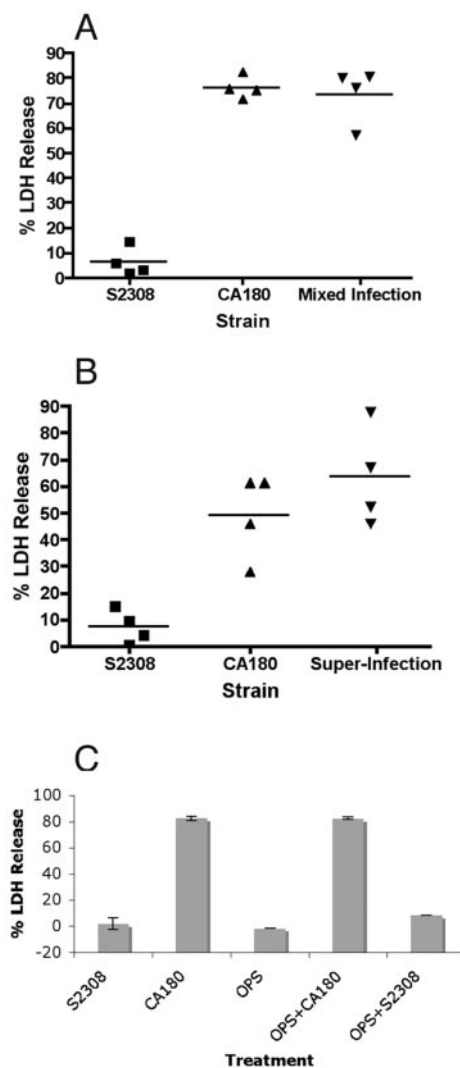 A
% LDH Release
90
80
70
60
50
40
30
20
10
0
S2308 CA180 Mixed Infection
Strain
B
% LDH Release
90
80
70
60
50
40
30
20
10
0
S2308 CA180 Super-Infection
Strain
C
% LDH Release
100
80
60
40
20
0
-20
S2308 CA180 OPS OPS+CA180 OPS+S2308
Treatment